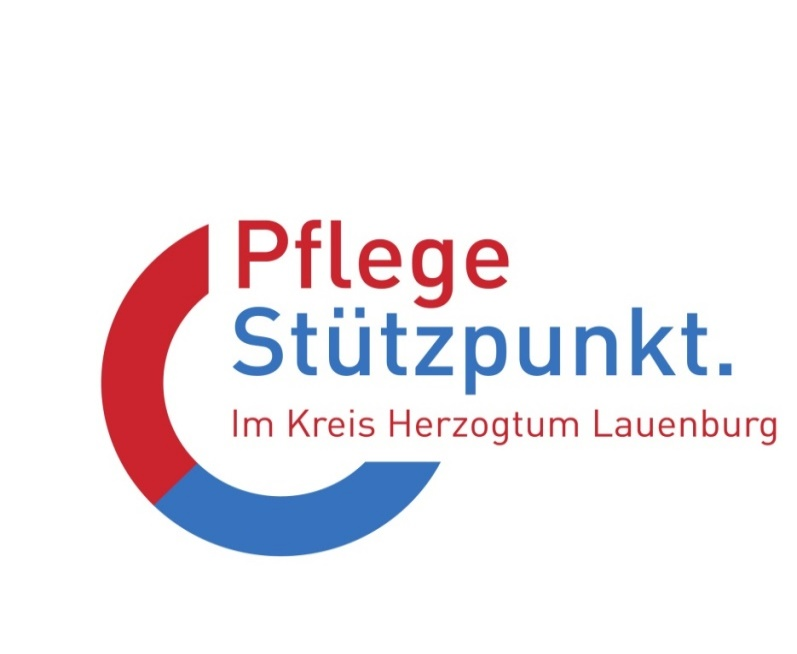 Pflege
Stützpunkt.
Im Kreis Herzogtum Lauenburg